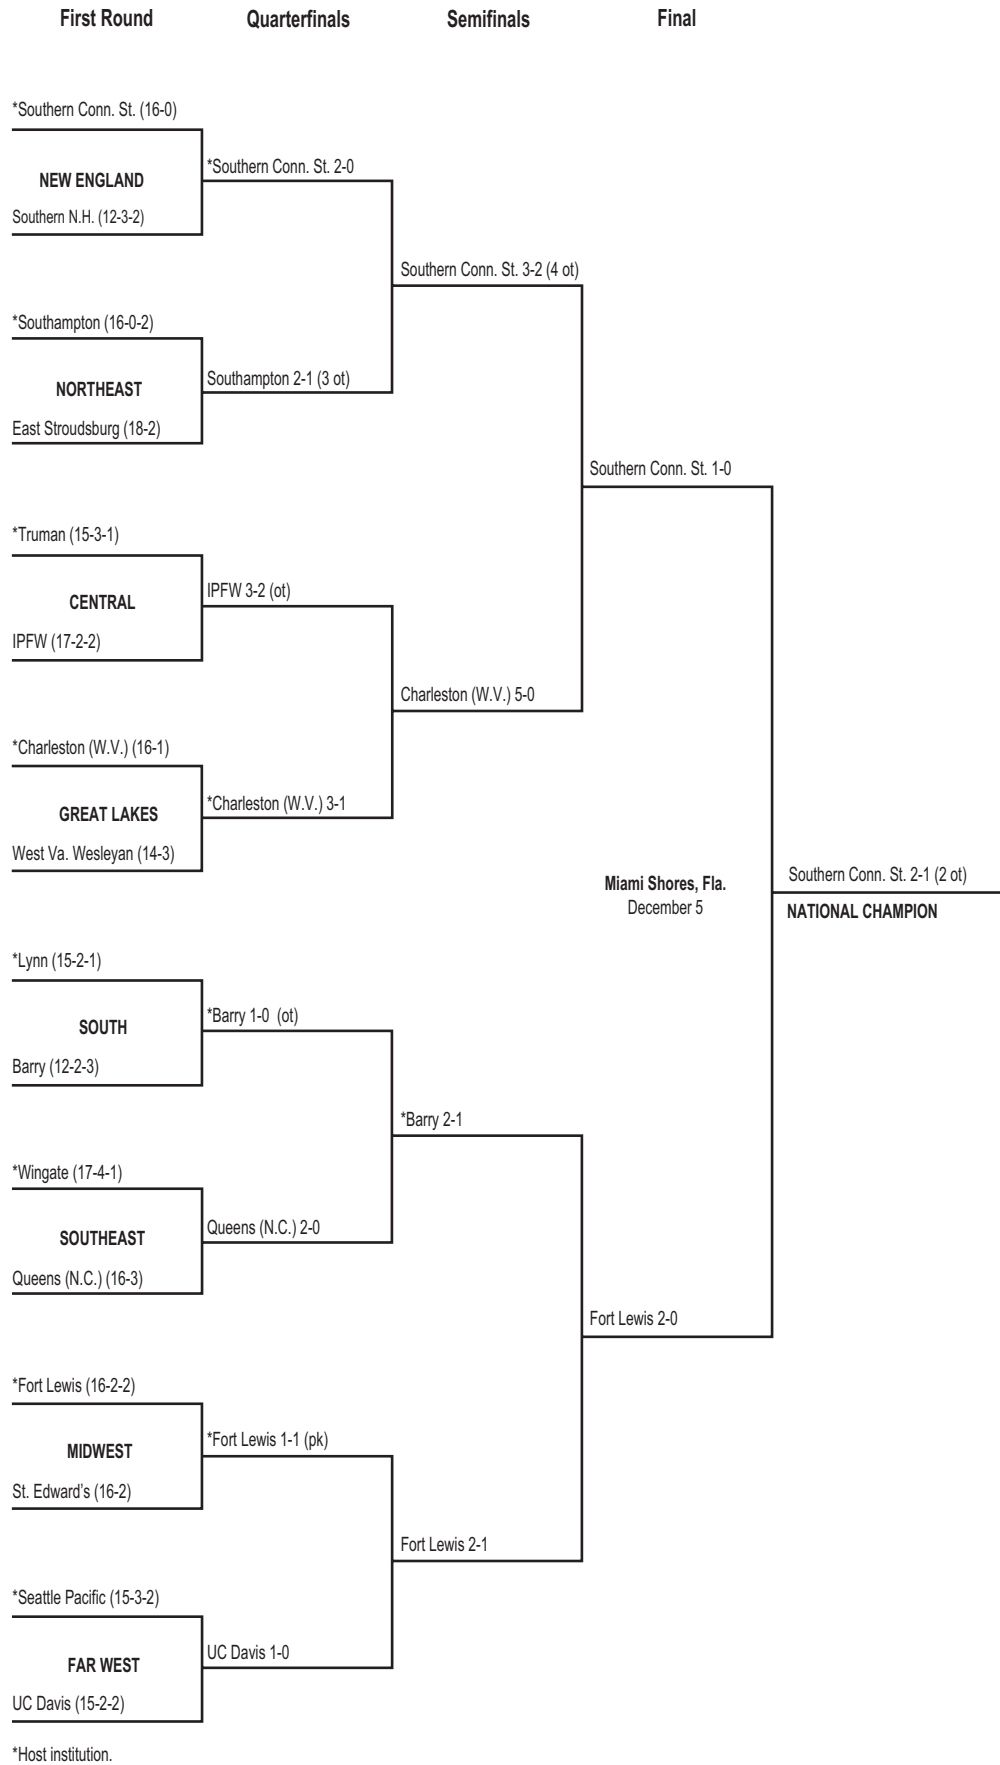 First Round Quarterfinals Semifinals Final
*Southern Conn. St. (16-0)
*Southern Conn. St. 2-0
NEW ENGLAND
Southern N.H. (12-3-2)
Southern Conn. St. 3-2 (4 ot)
*Southampton (16-0-2)
Southampton 2-1 (3 ot)
NORTHEAST
East Stroudsburg (18-2)
Southern Conn. St. 1-0
*Truman (15-3-1)
IPFW 3-2 (ot)
CENTRAL
IPFW (17-2-2)
Charleston (W.V.) 5-0
*Charleston (W.V.) (16-1)
*Charleston (W.V.) 3-1
GREAT LAKES
West Va. Wesleyan (14-3)
Southern Conn. St. 2-1 (2 ot)
Miami Shores, Fla.
December 5
NATIONAL CHAMPION
*Lynn (15-2-1)
*Barry 1-0 (ot)
SOUTH
Barry (12-2-3)
*Barry 2-1
*Wingate (17-4-1)
Queens (N.C.) 2-0
SOUTHEAST
Queens (N.C.) (16-3)
Fort Lewis 2-0
*Fort Lewis (16-2-2)
*Fort Lewis 1-1 (pk)
MIDWEST
St. Edward's (16-2)
Fort Lewis 2-1
*Seattle Pacific (15-3-2)
UC Davis 1-0
FAR WEST
UC Davis (15-2-2)
*Host institution.